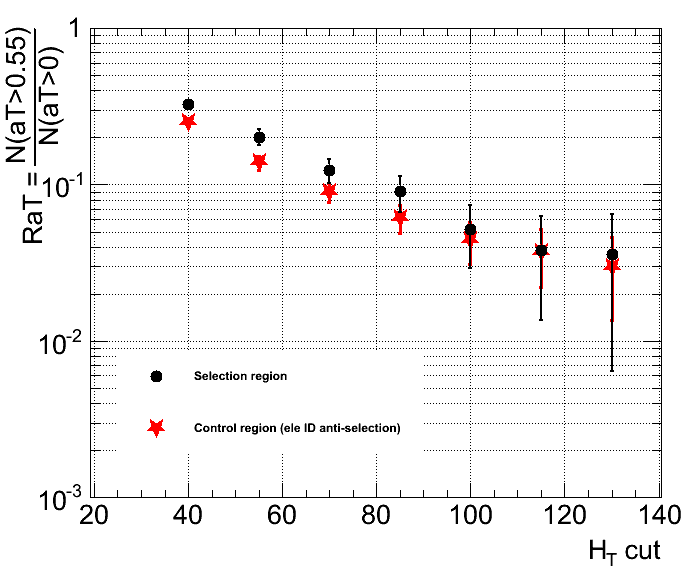 RaT = N(aT>0.55) / N(aT>0)
1
10^-1
10^-2
10^-3
Selection region
Control region (ele ID anti-selection)
20 40 60 80 100 120 140
H_T cut